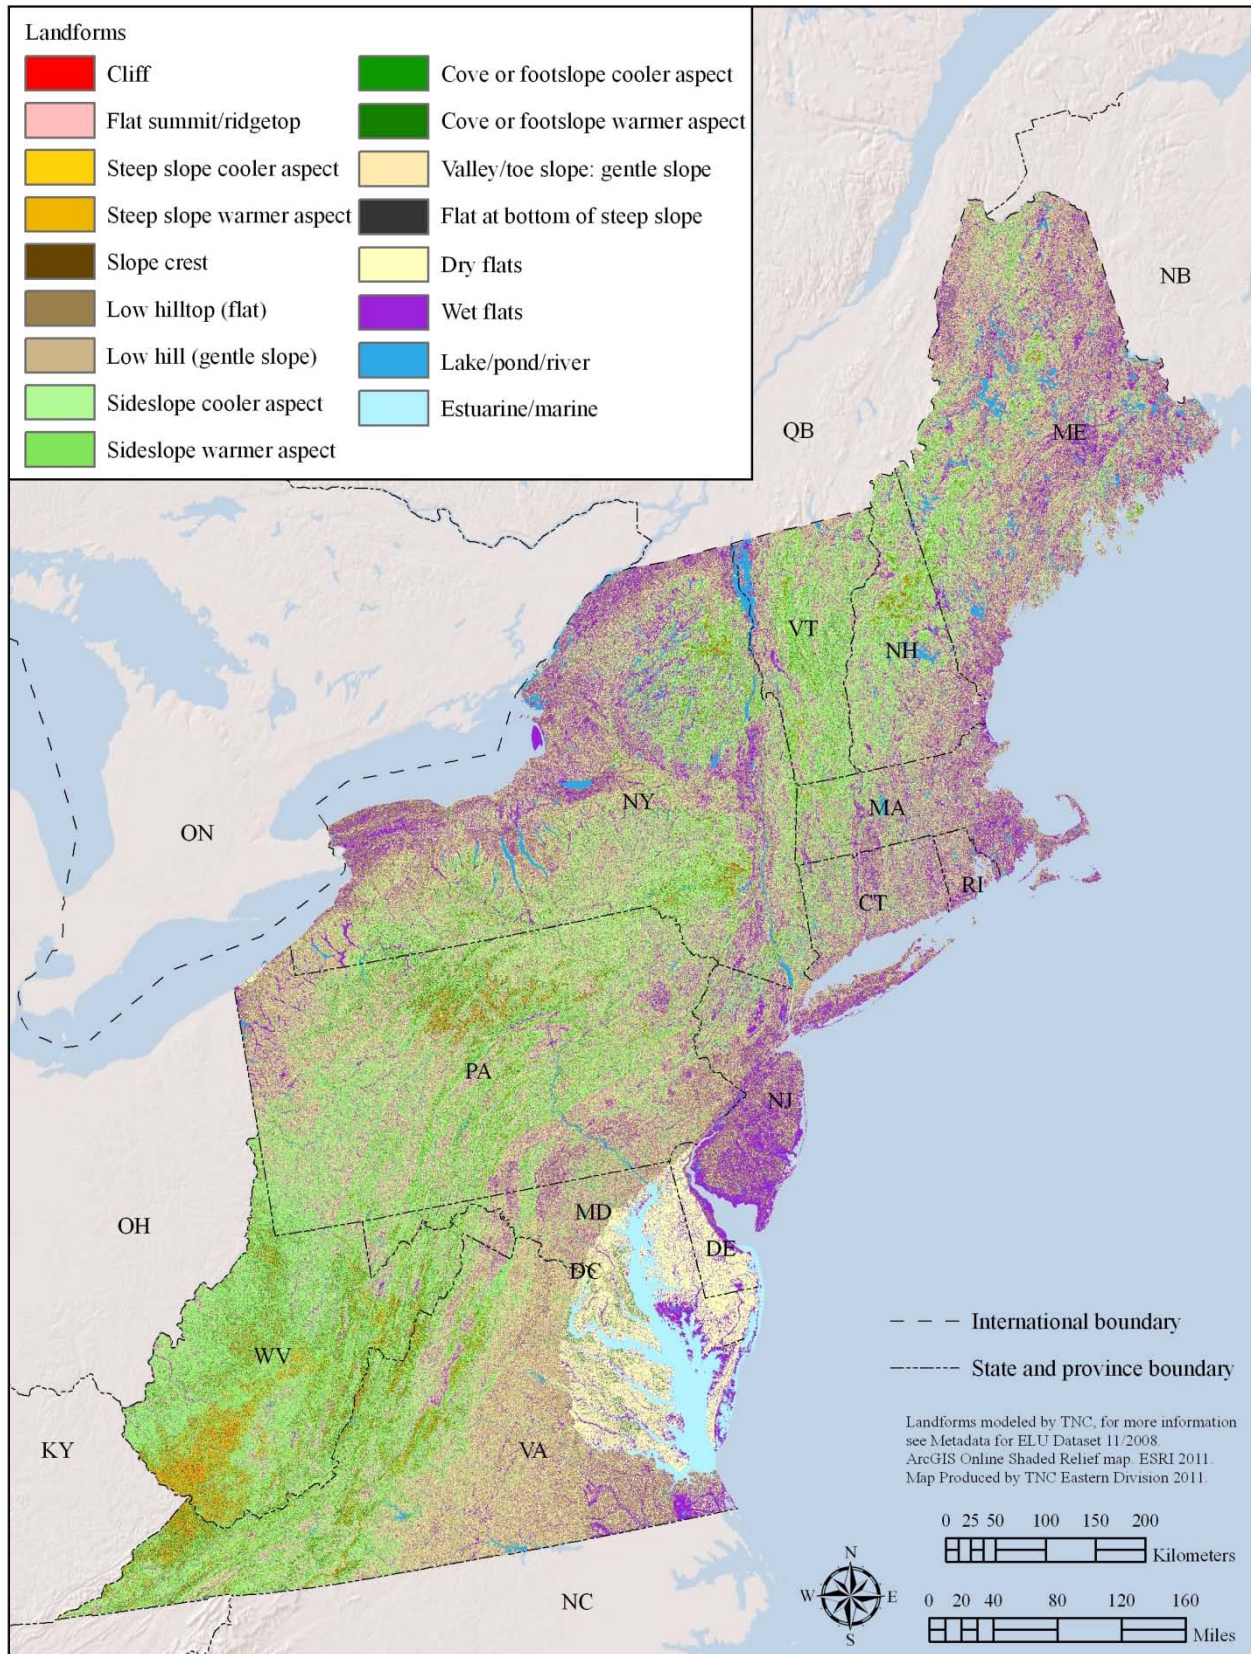 Landforms
Cliff
Flat summit/ridgetop
Steep slope cooler aspect
Steep slope warmer aspect
Slope crest
Low hilltop (flat)
Low hill (gentle slope)
Sideslope cooler aspect
Sideslope warmer aspect
Cove or footslope cooler aspect
Cove or footslope warmer aspect
Valley/toe slope: gentle slope
Flat at bottom of steep slope
Dry flats
Wet flats
Lake/pond/river
Estuarine/marine
NB
QB
ME
VT
NH
NY
MA
ON
RI
CT
PA
NJ
OH
MD
DE
DC
WV
KY
VA
NC
International boundary
State and province boundary
Landforms modeled by TNC, for more information
see Metadata for ELU Dataset 11/2008.
ArcGIS Online Shaded Relief map. ESRI 2011.
Map Produced by TNC Eastern Division 2011.
0 25 50 100 150 200
Kilometers
0 20 40 80 120 160
Miles
N
W E
S